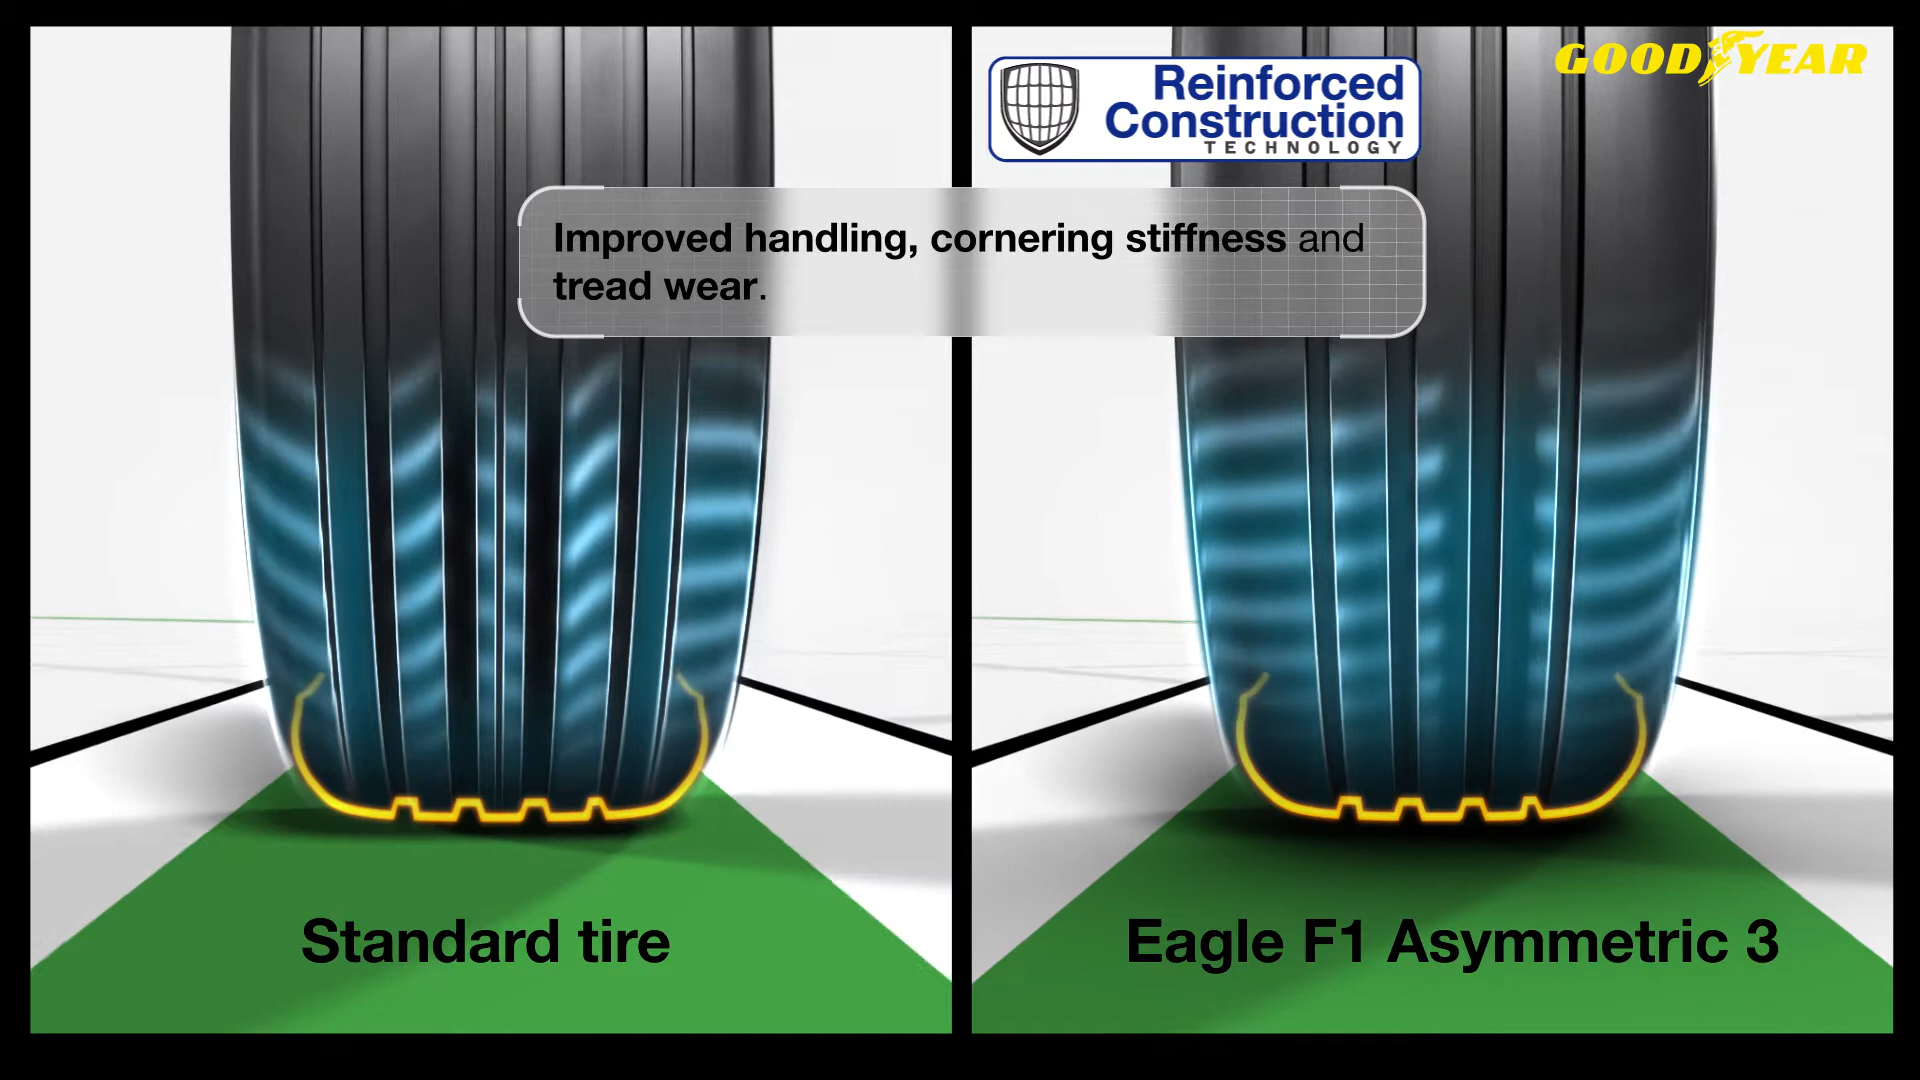 GOODYEAR
Reinforced
Construction
TECHNOLOGY
Improved handling, cornering stiffness and
tread wear.
Standard tire
Eagle F1 Asymmetric 3